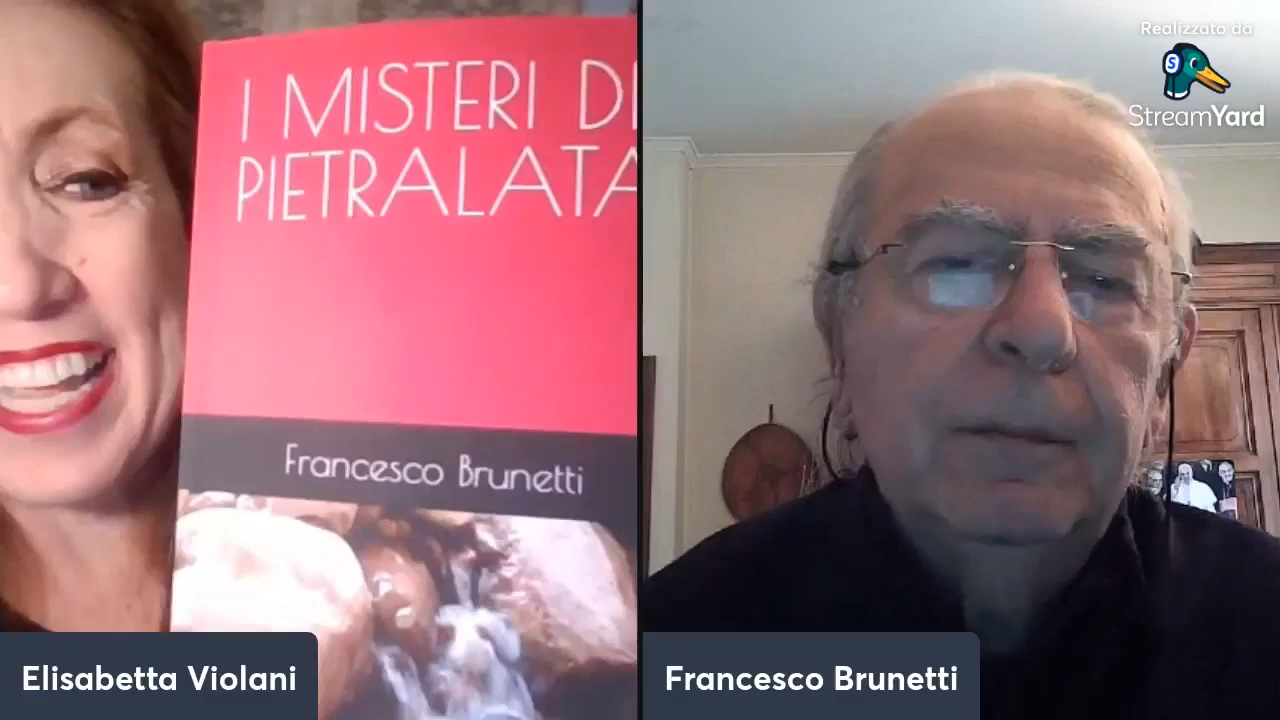 I MISTERI DI
PIETRALATA
Francesco Brunetti
Elisabetta Violani
Realizzato da
S
StreamYard
Francesco Brunetti